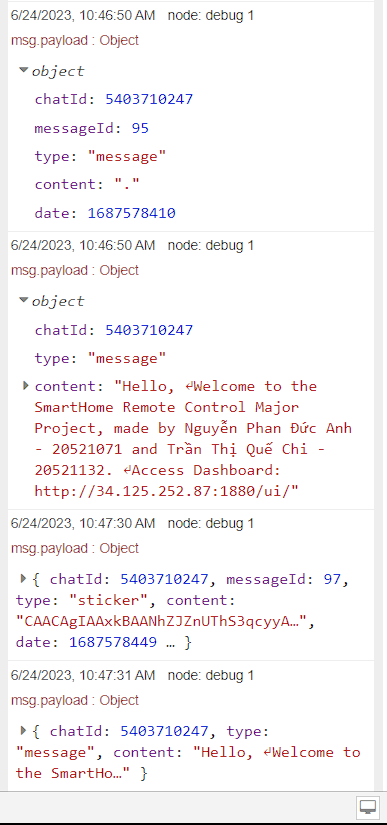 6/24/2023, 10:46:50 AM node: debug 1
msg.payload : Object
object
chatId: 5403710247
messageId: 95
type: "message"
content: "."
date: 1687578410
6/24/2023, 10:46:50 AM node: debug 1
msg.payload : Object
object
chatId: 5403710247
type: "message"
content: "Hello, ↵Welcome to the
SmartHome Remote Control Major
Project, made by Nguyễn Phan Đức Anh
- 20521071 and Trần Thị Quế Chi -
20521132. ↵Access Dashboard:
http://34.125.252.87:1880/ui/"
6/24/2023, 10:47:30 AM node: debug 1
msg.payload : Object
{ chatId: 5403710247, messageId: 97,
type: "sticker", content:
"CAACAgIAAxkBAANhZJZnUThS3qcyyA…",
date: 1687578449 … }
6/24/2023, 10:47:31 AM node: debug 1
msg.payload : Object
{ chatId: 5403710247, type:
"message", content: "Hello, ↵Welcome to
the SmartHo…" }